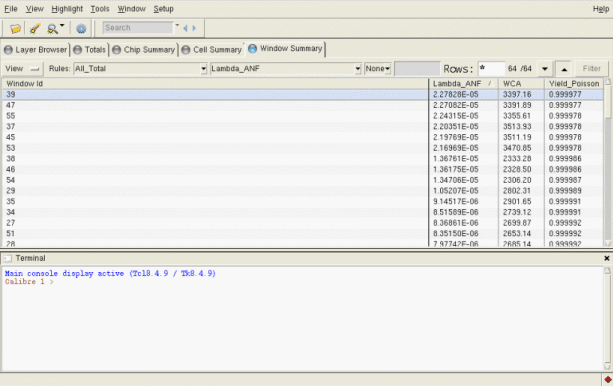 File View Highlight Tools Window Setup Help
Search
Layer Browser Totals Chip Summary Cell Summary Window Summary
View Rules: All_Total Lambda_ANF None Rows: * 64 /64 Filter
Window Id Lambda_ANF / WCA Yield_Poisson
39 2.27828E-05 3397.16 0.999977
47 2.27082E-05 3391.89 0.999977
55 2.24315E-05 3355.61 0.999978
37 2.20351E-05 3513.93 0.999978
45 2.19769E-05 3511.19 0.999978
53 2.16969E-05 3470.85 0.999978
38 1.36761E-05 2333.28 0.999986
46 1.36175E-05 2328.50 0.999986
54 1.34706E-05 2306.20 0.999987
29 1.05207E-05 2802.31 0.999989
35 9.14517E-06 2901.65 0.999991
34 8.51589E-06 2739.12 0.999991
27 8.36861E-06 2699.87 0.999992
51 8.35150E-06 2653.14 0.999992
28 7.97742E-06 2685.14 0.999992
Terminal
Main console display active (Tcl8.4.9 / Tk8.4.9)
Calibre 1 >